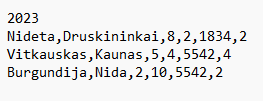 2023
Nideta,Druskininkai,8,2,1834,2
Vitkauskas,Kaunas,5,4,5542,4
Burgundija,Nida,2,10,5542,2